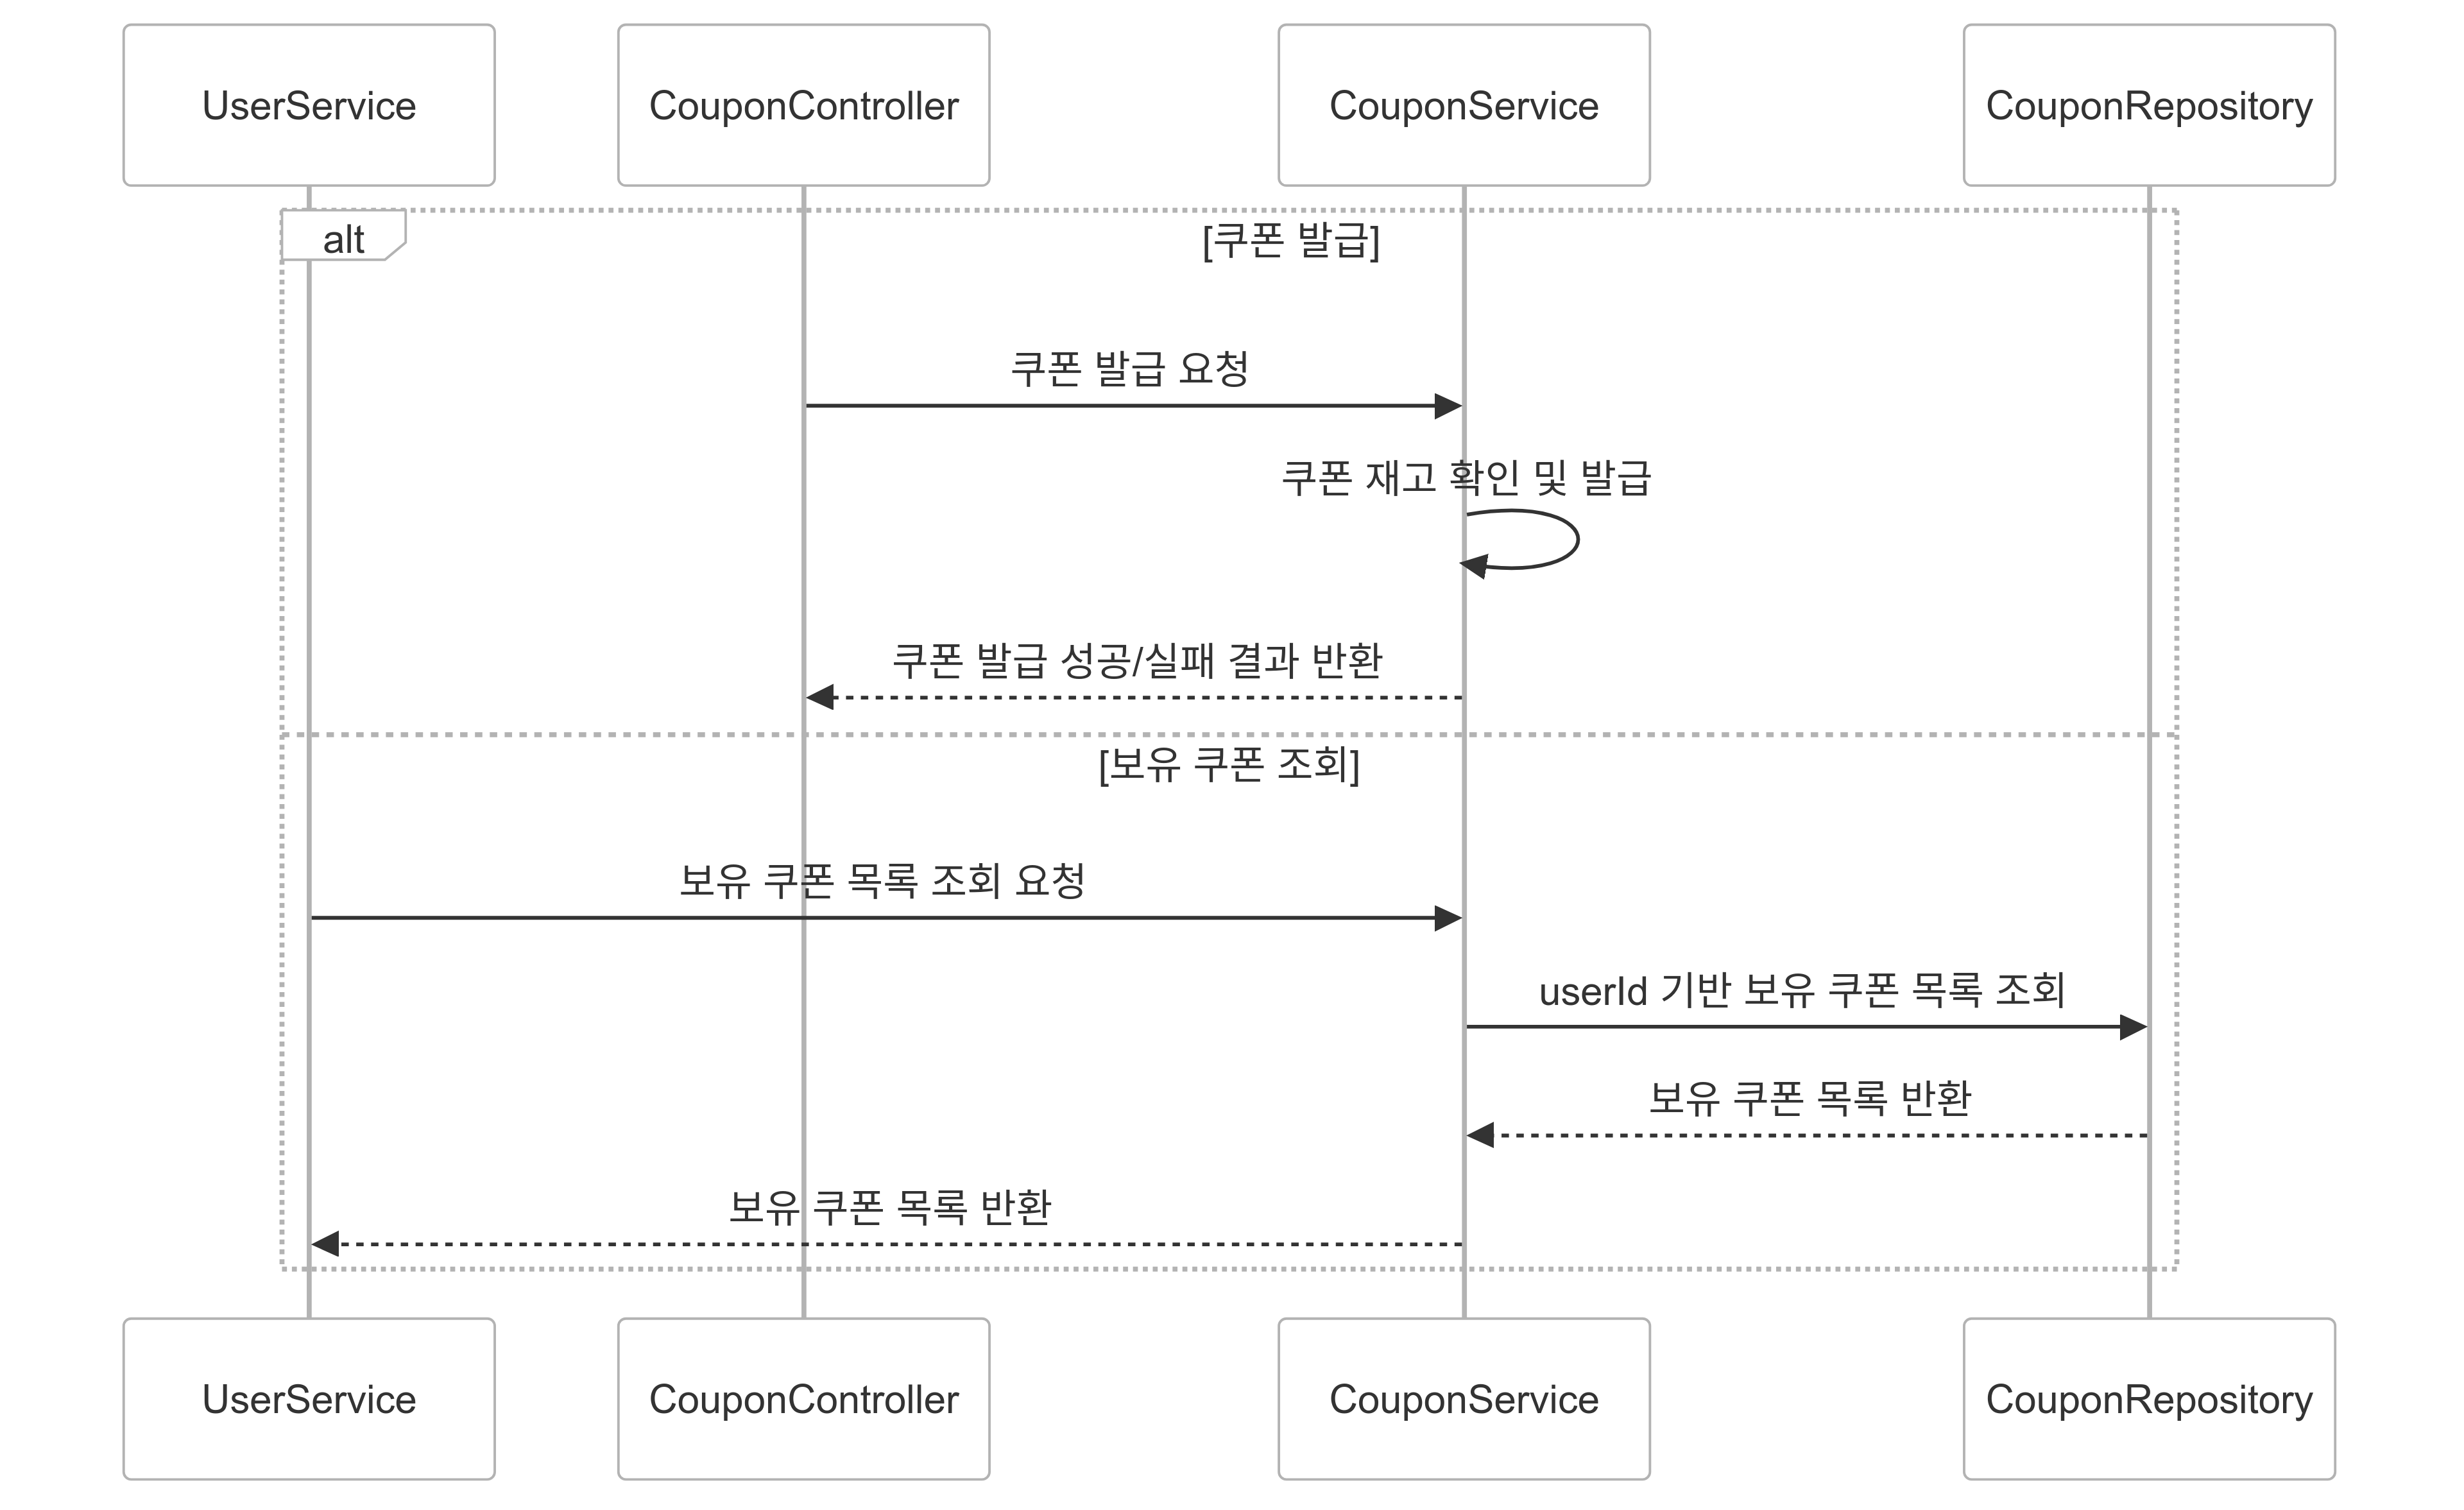 UserService
CouponController
CouponService
CouponRepository
alt
[쿠폰 발급]
쿠폰 발급 요청
쿠폰 재고 확인 및 발급
쿠폰 발급 성공/실패 결과 반환
[보유 쿠폰 조회]
보유 쿠폰 목록 조회 요청
userId 기반 보유 쿠폰 목록 조회
보유 쿠폰 목록 반환
보유 쿠폰 목록 반환
UserService
CouponController
CouponService
CouponRepository